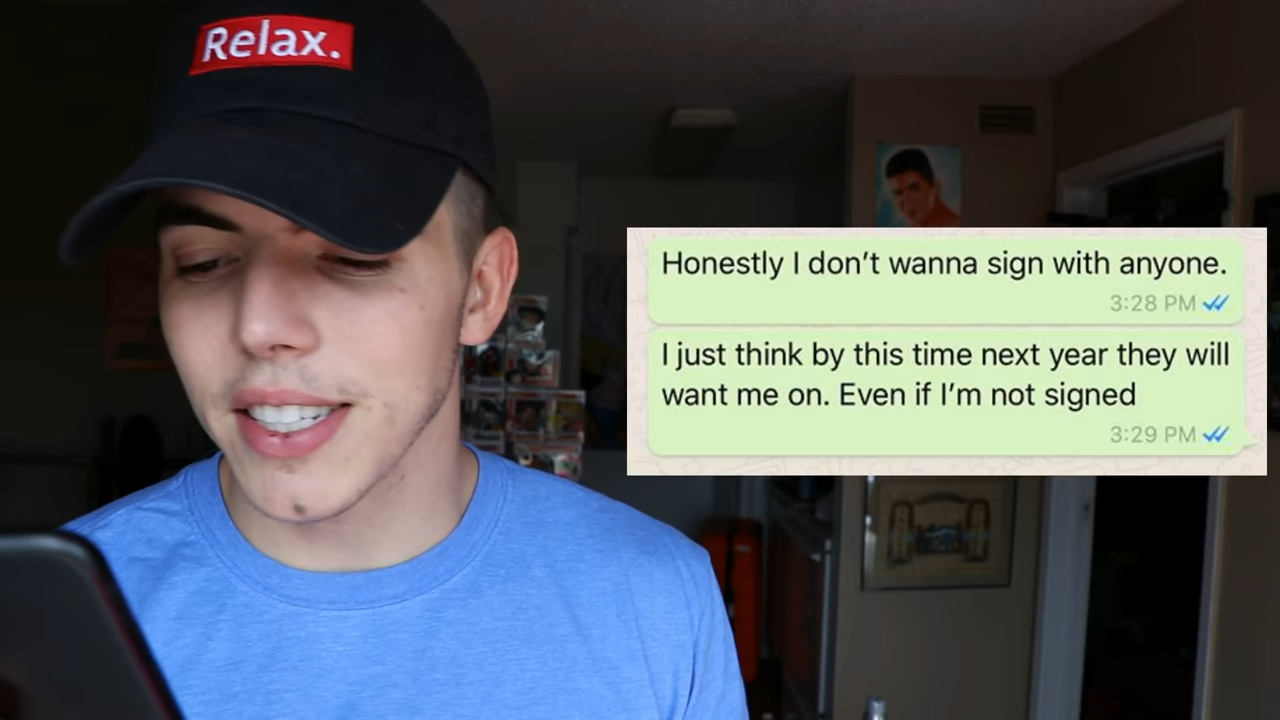 Relax.
Honestly I don’t wanna sign with anyone.
3:28 PM
I just think by this time next year they will
want me on. Even if I’m not signed
3:29 PM